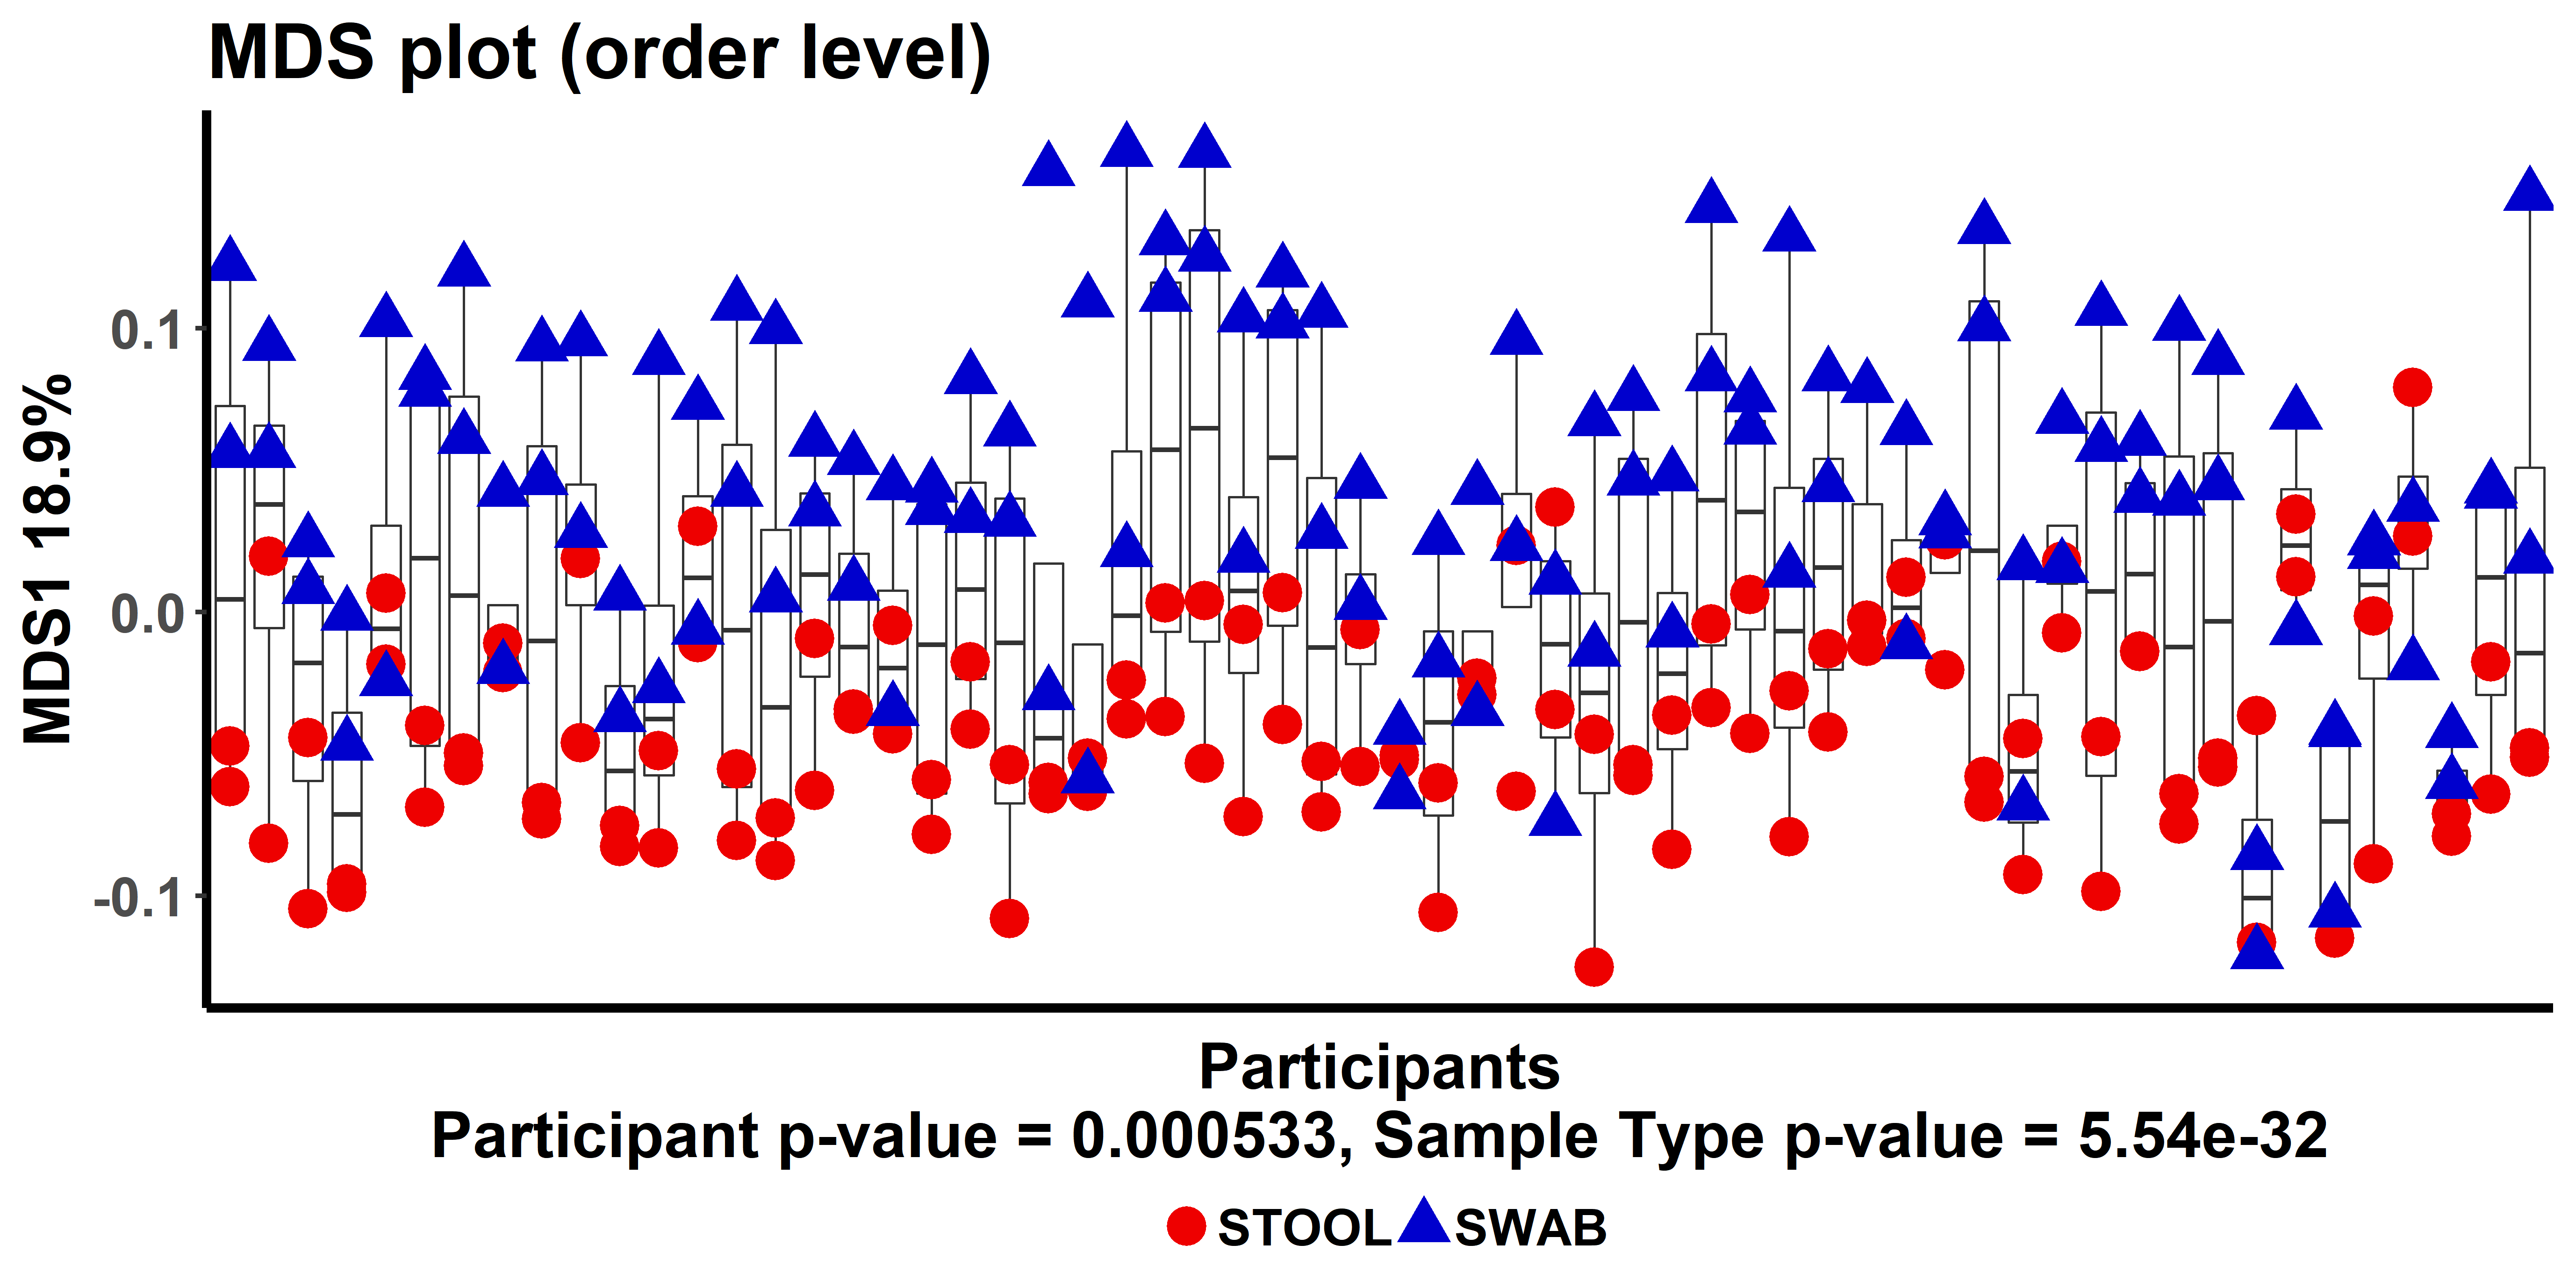 MDS plot (order level)
MDS1 18.9%
0.1
0.0
-0.1
Participants
Participant p-value = 0.000533, Sample Type p-value = 5.54e-32
STOOL SWAB